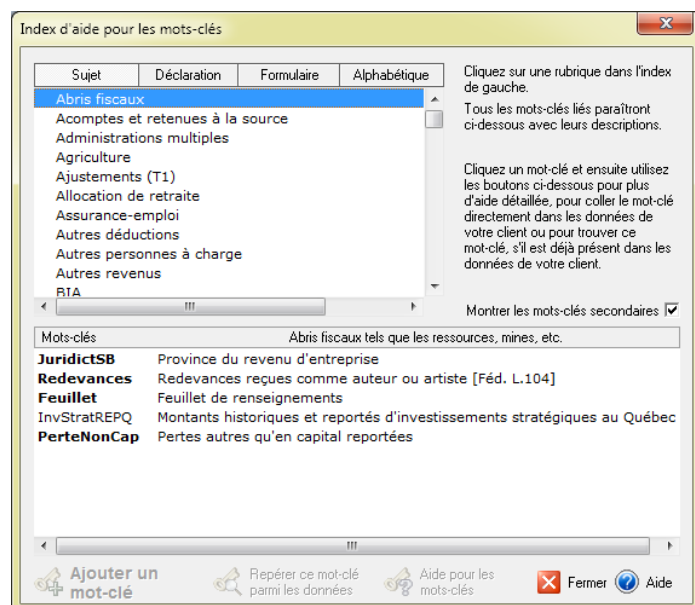 Index d'aide pour les mots-clés
Sujet Déclaration Formulaire Alphabétique
Abris fiscaux
Acomptes et retenues à la source
Administrations multiples
Agriculture
Ajustements (T1)
Allocation de retraite
Assurance-emploi
Autres déductions
Autres personnes à charge
Autres revenus
BIA
Cliquez sur une rubrique dans l'index
de gauche.
Tous les mots-clés liés paraîtront
ci-dessous avec leurs descriptions.
Cliquez un mot-clé et ensuite utilisez
les boutons ci-dessous pour plus
d'aide détaillée, pour coller le mot-clé
directement dans les données de
votre client ou pour trouver ce
mot-clé, s'il est déjà présent dans les
données de votre client.
Montrer les mots-clés secondaires
Mots-clés Abris fiscaux tels que les ressources, mines, etc.
JuridictSB Province du revenu d'entreprise
Redevances Redevances reçues comme auteur ou artiste [Féd. L.104]
Feuillet Feuillet de renseignements
InvStratREPQ Montants historiques et reportés d'investissements stratégiques au Québec
PerteNonCap Pertes autres qu'en capital reportées
Ajouter un
mot-clé
Repérer ce mot-clé
parmi les données
Aide pour les
mots-clés
Fermer
Aide